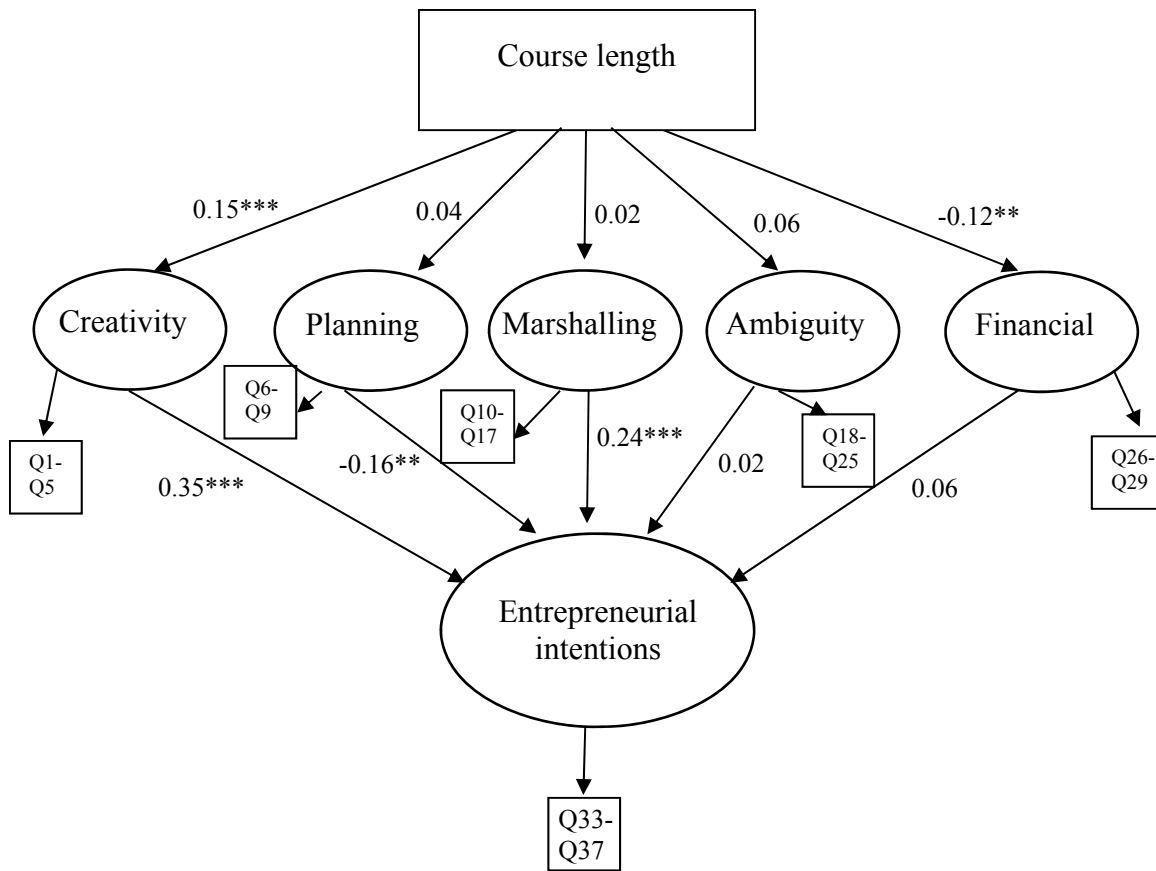 Course length
0.15***
0.04
0.02
0.06
-0.12**
Creativity
Planning
Marshalling
Ambiguity
Financial
Q1-
Q5
Q6-
Q9
Q10-
Q17
Q18-
Q25
Q26-
Q29
0.35***
-0.16**
0.24***
0.02
0.06
Entrepreneurial
intentions
Q33-
Q37